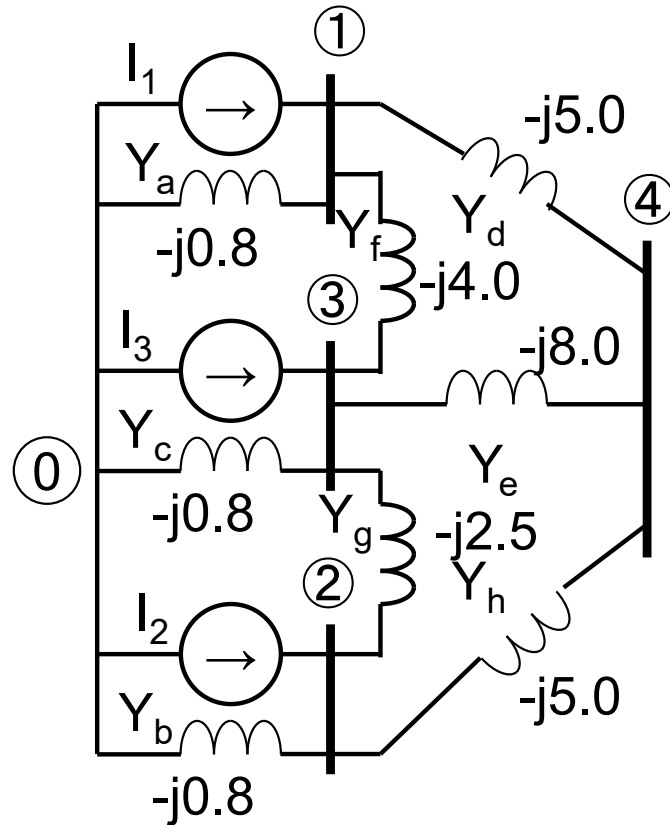 ①
I1
-j5.0
Ya
④
Yf
Yd
-j0.8
③
-j4.0
I3
-j8.0
Yc
⓪
Ye
-j0.8
Yg
-j2.5
②
Yh
I2
-j5.0
Yb
-j0.8